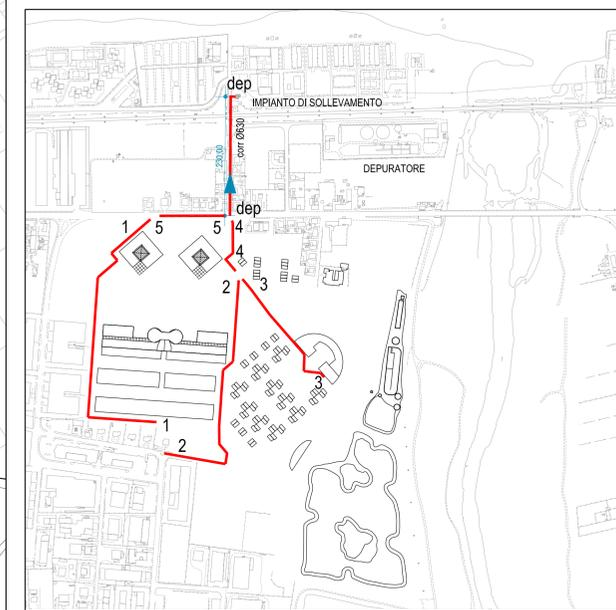 dep
IMPIANTO DI SOLLEVAMENTO
corr Ø630
230,00
DEPURATORE
dep
1 5 5 4
4
2 3
3
1
2